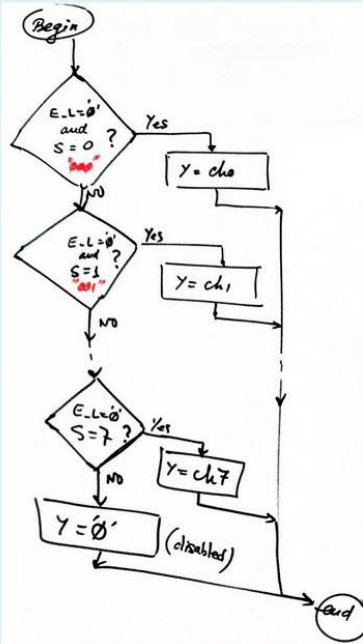 Begin
E_L='0'
and
S=0 ?
"000"
Yes
Y=ch0
NO
E_L='0'
and
S=1 ?
"001"
Yes
Y=ch1
NO
E_L='0'
S=7 ?
Yes
Y=ch7
NO
Y='0'
(disabled)
end